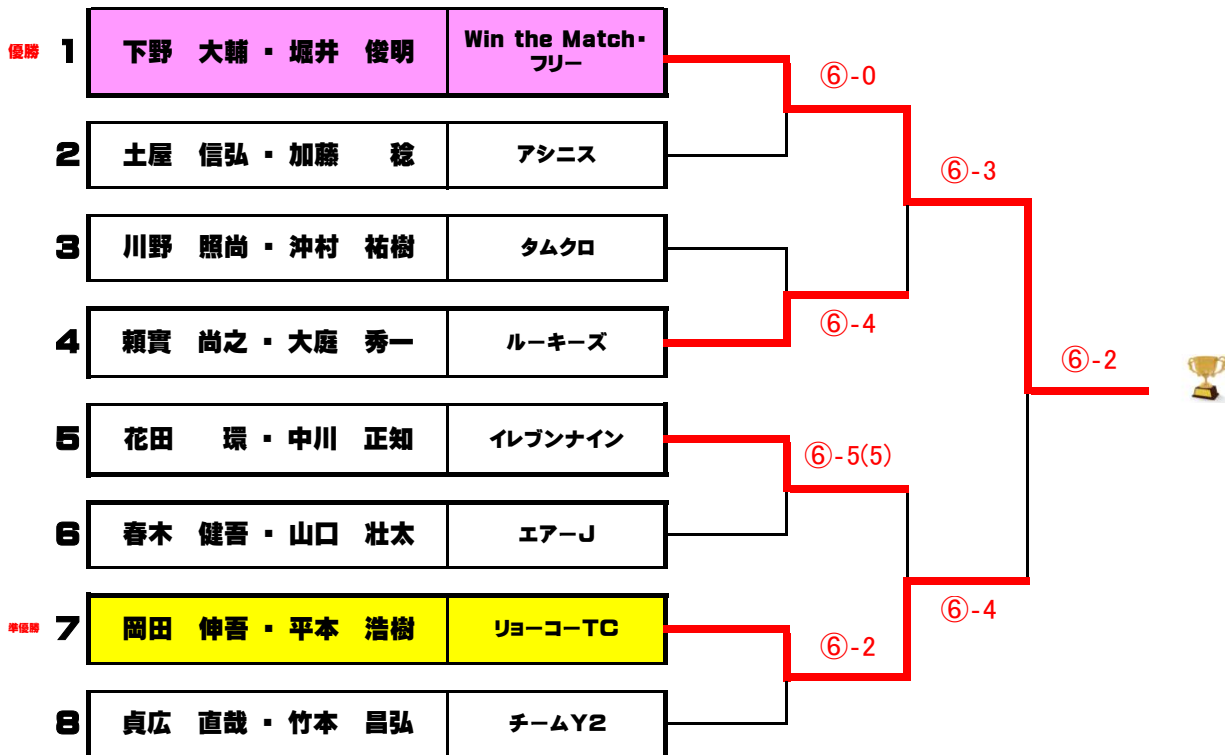 優勝 1 下野 大輔・堀井 俊明 Win the Match・
フリー
⑥-0
2 土屋 信弘・加藤 稔 アシニス
⑥-3
3 川野 照尚・沖村 祐樹 タムクロ
⑥-4
4 頼實 尚之・大庭 秀一 ルーキーズ
⑥-2
5 花田 環・中川 正知 イレブンナイン
⑥-5(5)
6 春木 健吾・山口 壮太 エアーJ
⑥-4
準優勝 7 岡田 伸吾・平本 浩樹 リョーコーTC
⑥-2
8 貞広 直哉・竹本 昌弘 チームY2